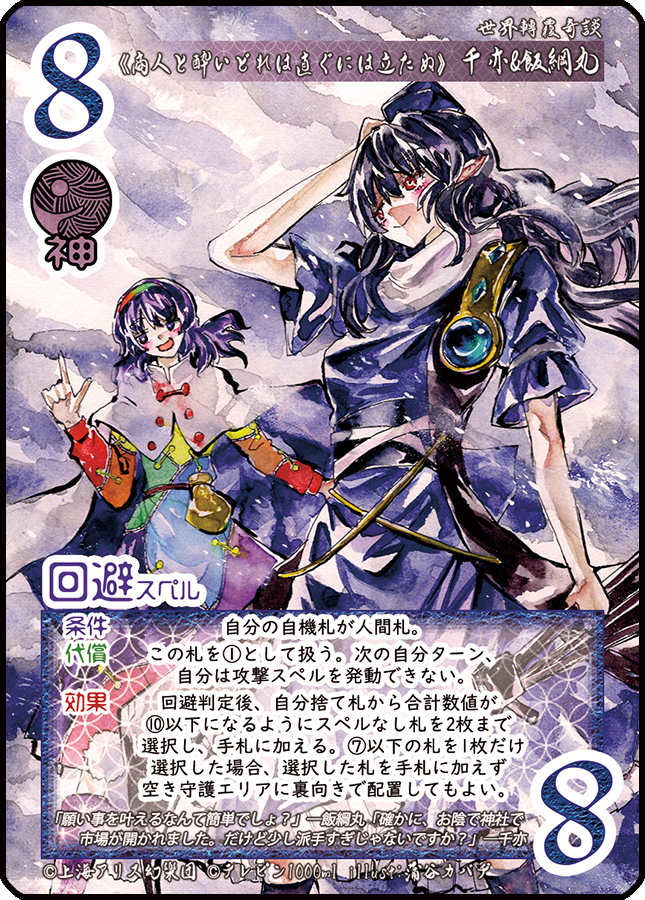 8
世界轉覆奇談
《商人と酔いどれは直ぐには立ためゆ》千亦&飯綱丸
神
回避スペル
条件 自分の自機札が人間札。
代償 この札を①として扱う。次の自分ターン、
自分は攻撃スペルを発動できない。
効果 回避判定後、自分捨て札から合計数値が
⑩以下になるようにスペルなし札を2枚まで
選択し、手札に加える。⑦以下の札を1枚だけ
選択した場合、選択した札を手札に加えず
空き守護エリアに裏向きで配置してもよい。
8
「願い事を叶えるなんて簡単でしょ?」―飯綱丸「確かに、お陰で神社で
市場が開かれました。だけど少し派手すぎじゃないですか?」―千亦
©上海アリス幻樂団 ©テレピン1000ml illust:蒲谷カバヂ